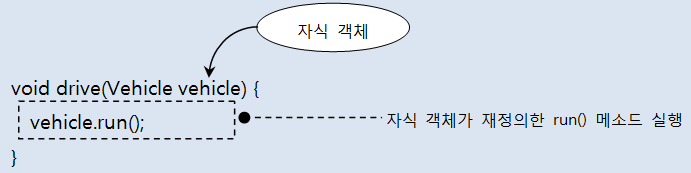 자식 객체
void drive(Vehicle vehicle) {
vehicle.run();
자식 객체가 재정의한 run() 메소드 실행
}